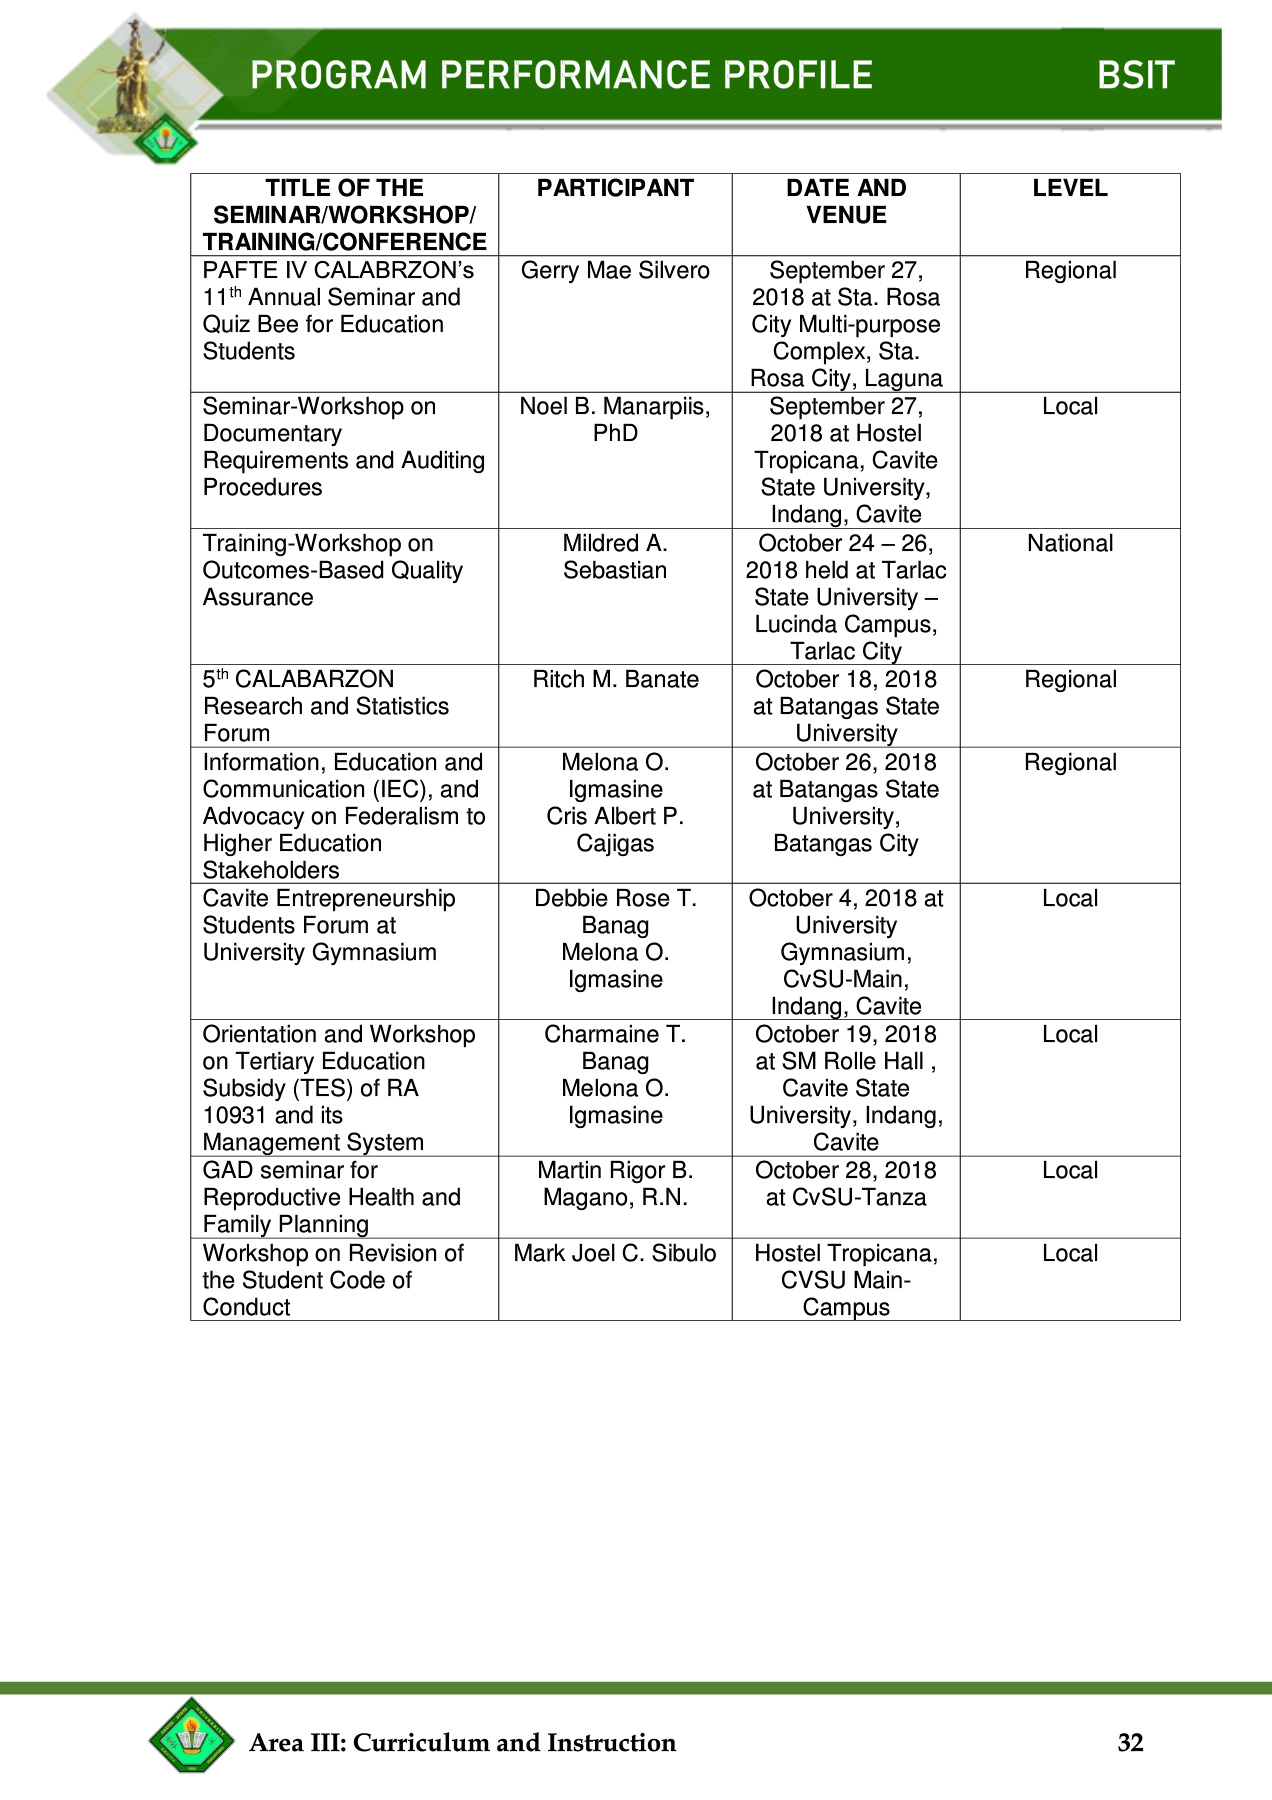 PROGRAM PERFORMANCE PROFILE BSIT
TITLE OF THE SEMINAR/WORKSHOP/ TRAINING/CONFERENCE PARTICIPANT DATE AND VENUE LEVEL
PAFTE IV CALABRZON’s
11th Annual Seminar and
Quiz Bee for Education
Students
Gerry Mae Silvero
September 27,
2018 at Sta. Rosa
City Multi-purpose
Complex, Sta.
Rosa City, Laguna
Regional
Seminar-Workshop on
Documentary
Requirements and Auditing
Procedures
Noel B. Manarpiis,
PhD
September 27,
2018 at Hostel
Tropicana, Cavite
State University,
Indang, Cavite
Local
Training-Workshop on
Outcomes-Based Quality
Assurance
Mildred A.
Sebastian
October 24 – 26,
2018 held at Tarlac
State University –
Lucinda Campus,
Tarlac City
National
5th CALABARZON
Research and Statistics
Forum
Ritch M. Banate
October 18, 2018
at Batangas State
University
Regional
Information, Education and
Communication (IEC), and
Advocacy on Federalism to
Higher Education
Stakeholders
Melona O.
Igmasine
Cris Albert P.
Cajigas
October 26, 2018
at Batangas State
University,
Batangas City
Regional
Cavite Entrepreneurship
Students Forum at
University Gymnasium
Debbie Rose T.
Banag
Melona O.
Igmasine
October 4, 2018 at
University
Gymnasium,
CvSU-Main,
Indang, Cavite
Local
Orientation and Workshop
on Tertiary Education
Subsidy (TES) of RA
10931 and its
Management System
Charmaine T.
Banag
Melona O.
Igmasine
October 19, 2018
at SM Rolle Hall ,
Cavite State
University, Indang,
Cavite
Local
GAD seminar for
Reproductive Health and
Family Planning
Martin Rigor B.
Magano, R.N.
October 28, 2018
at CvSU-Tanza
Local
Workshop on Revision of
the Student Code of
Conduct
Mark Joel C. Sibulo
Hostel Tropicana,
CVSU Main-
Campus
Local
Area III: Curriculum and Instruction 32